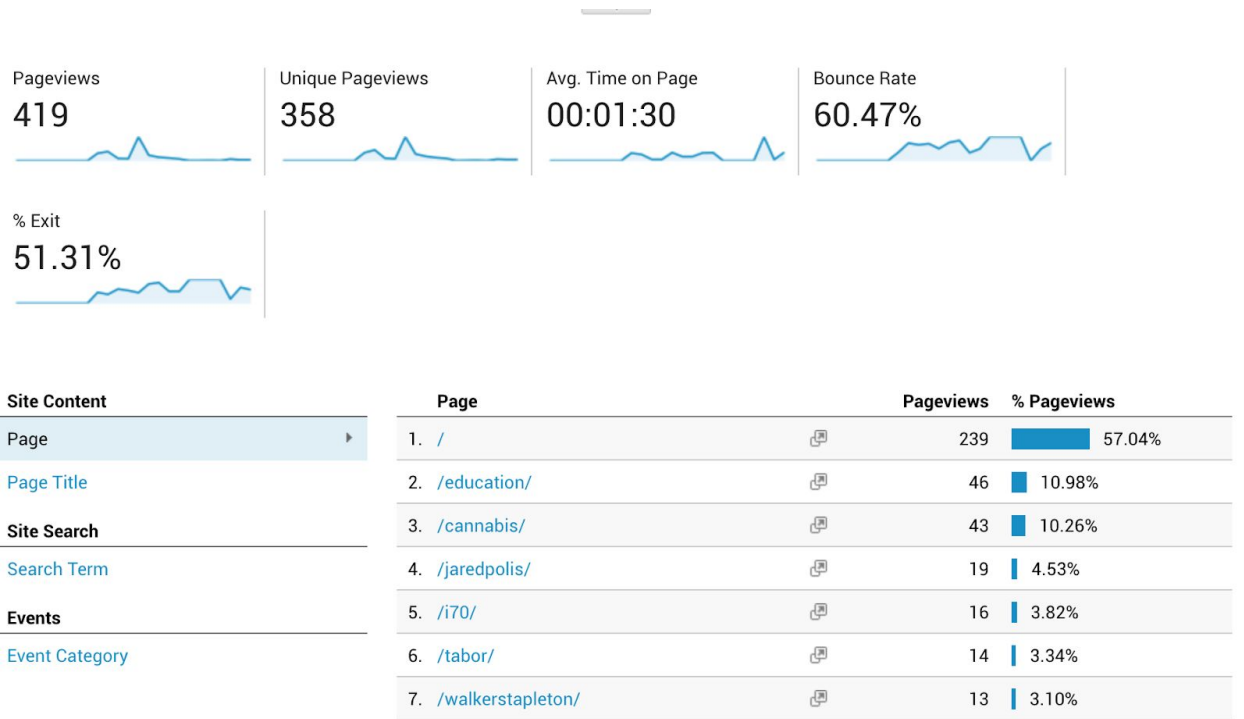 Pageviews
419
Unique Pageviews
358
Avg. Time on Page
00:01:30
Bounce Rate
60.47%
% Exit
51.31%
Site Content
Page
Page Title
Site Search
Search Term
Events
Event Category
Page Pageviews % Pageviews
1. / 239 57.04%
2. /education/ 46 10.98%
3. /cannabis/ 43 10.26%
4. /jaredpolis/ 19 4.53%
5. /i70/ 16 3.82%
6. /tabor/ 14 3.34%
7. /walkerstapleton/ 13 3.10%